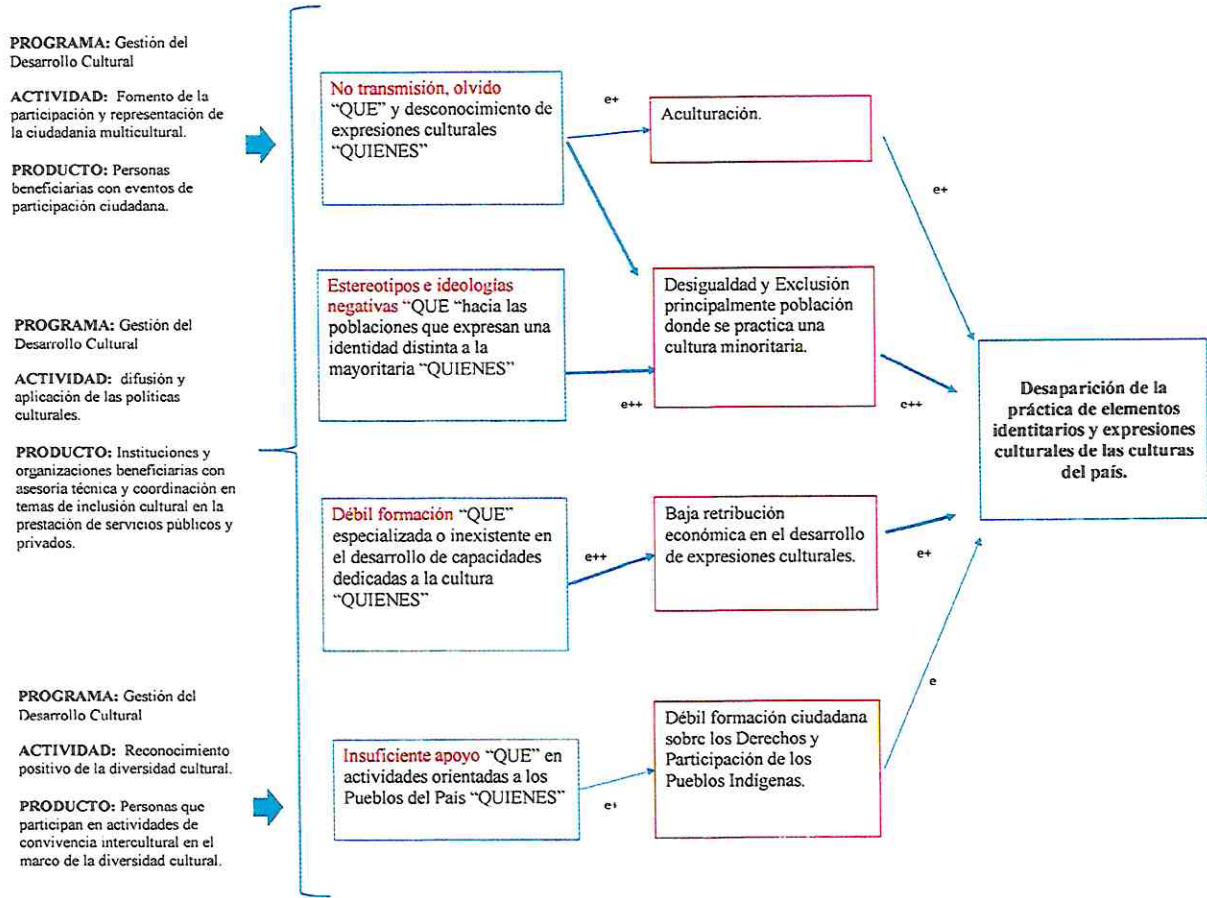 PROGRAMA: Gestión del
Desarrollo Cultural
ACTIVIDAD: Fomento de la
participación y representación de
la ciudadanía multicultural.
PRODUCTO: Personas
beneficiarias con eventos de
participación ciudadana.
PROGRAMA: Gestión del
Desarrollo Cultural
ACTIVIDAD: difusión y
aplicación de las políticas
culturales.
PRODUCTO: Instituciones y
organizaciones beneficiarias con
asesoría técnica y coordinación en
temas de inclusión cultural en la
prestación de servicios públicos y
privados.
PROGRAMA: Gestión del
Desarrollo Cultural
ACTIVIDAD: Reconocimiento
positivo de la diversidad cultural.
PRODUCTO: Personas que
participan en actividades de
convivencia intercultural en el
marco de la diversidad cultural.
No transmisión, olvido
“QUE” y desconocimiento de
expresiones culturales
“QUIENES”
e+
Aculturación.
e+
Estereotipos e ideologías
negativas “QUE “hacia las
poblaciones que expresan una
identidad distinta a la
mayoritaria “QUIENES”
e++
Desigualdad y Exclusión
principalmente población
donde se practica una
cultura minoritaria.
e++
Débil formación “QUE”
especializada o inexistente en
el desarrollo de capacidades
dedicadas a la cultura
“QUIENES”
e++
Baja retribución
económica en el desarrollo
de expresiones culturales.
e+
Insuficiente apoyo “QUE” en
actividades orientadas a los
Pueblos del País “QUIENES”
e+
Débil formación ciudadana
sobre los Derechos y
Participación de los
Pueblos Indígenas.
e
Desaparición de la
práctica de elementos
identitarios y expresiones
culturales de las culturas
del país.